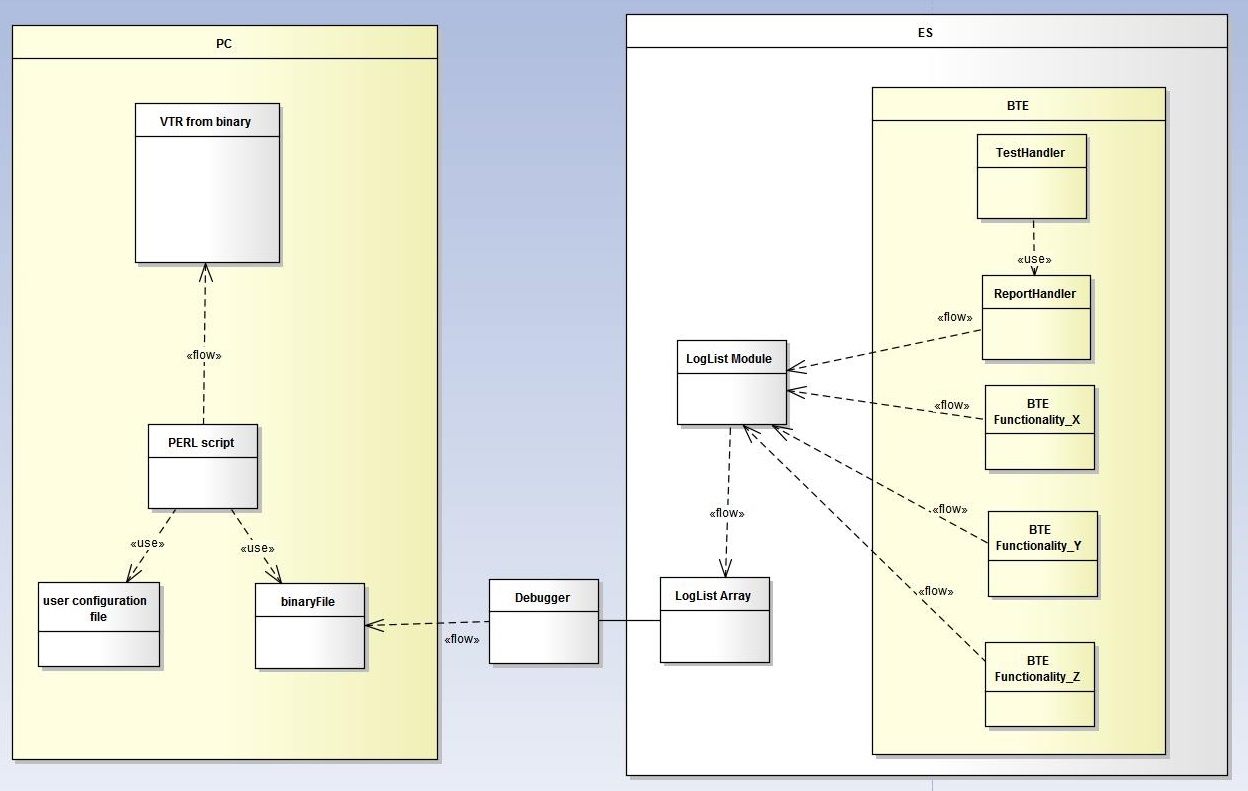 PC
VTR from binary
«flow»
PERL script
«use»
«use»
user configuration
file
binaryFile
«flow»
Debugger
ES
BTE
TestHandler
«use»
ReportHandler
«flow»
LogList Module
BTE
Functionality_X
«flow»
«flow»
LogList Array
BTE
Functionality_Y
«flow»
BTE
Functionality_Z
«flow»